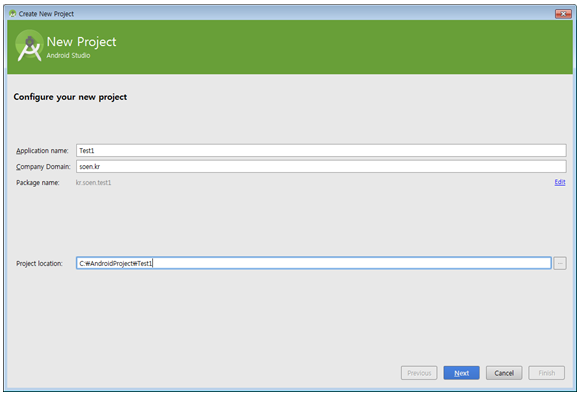 Create New Project
New Project
Android Studio
Configure your new project
Application name: Test1
Company Domain: soen.kr
Package name: kr.soen.test1 Edit
Project location: C:₩AndroidProject₩Test1 ...
Previous Next Cancel Finish